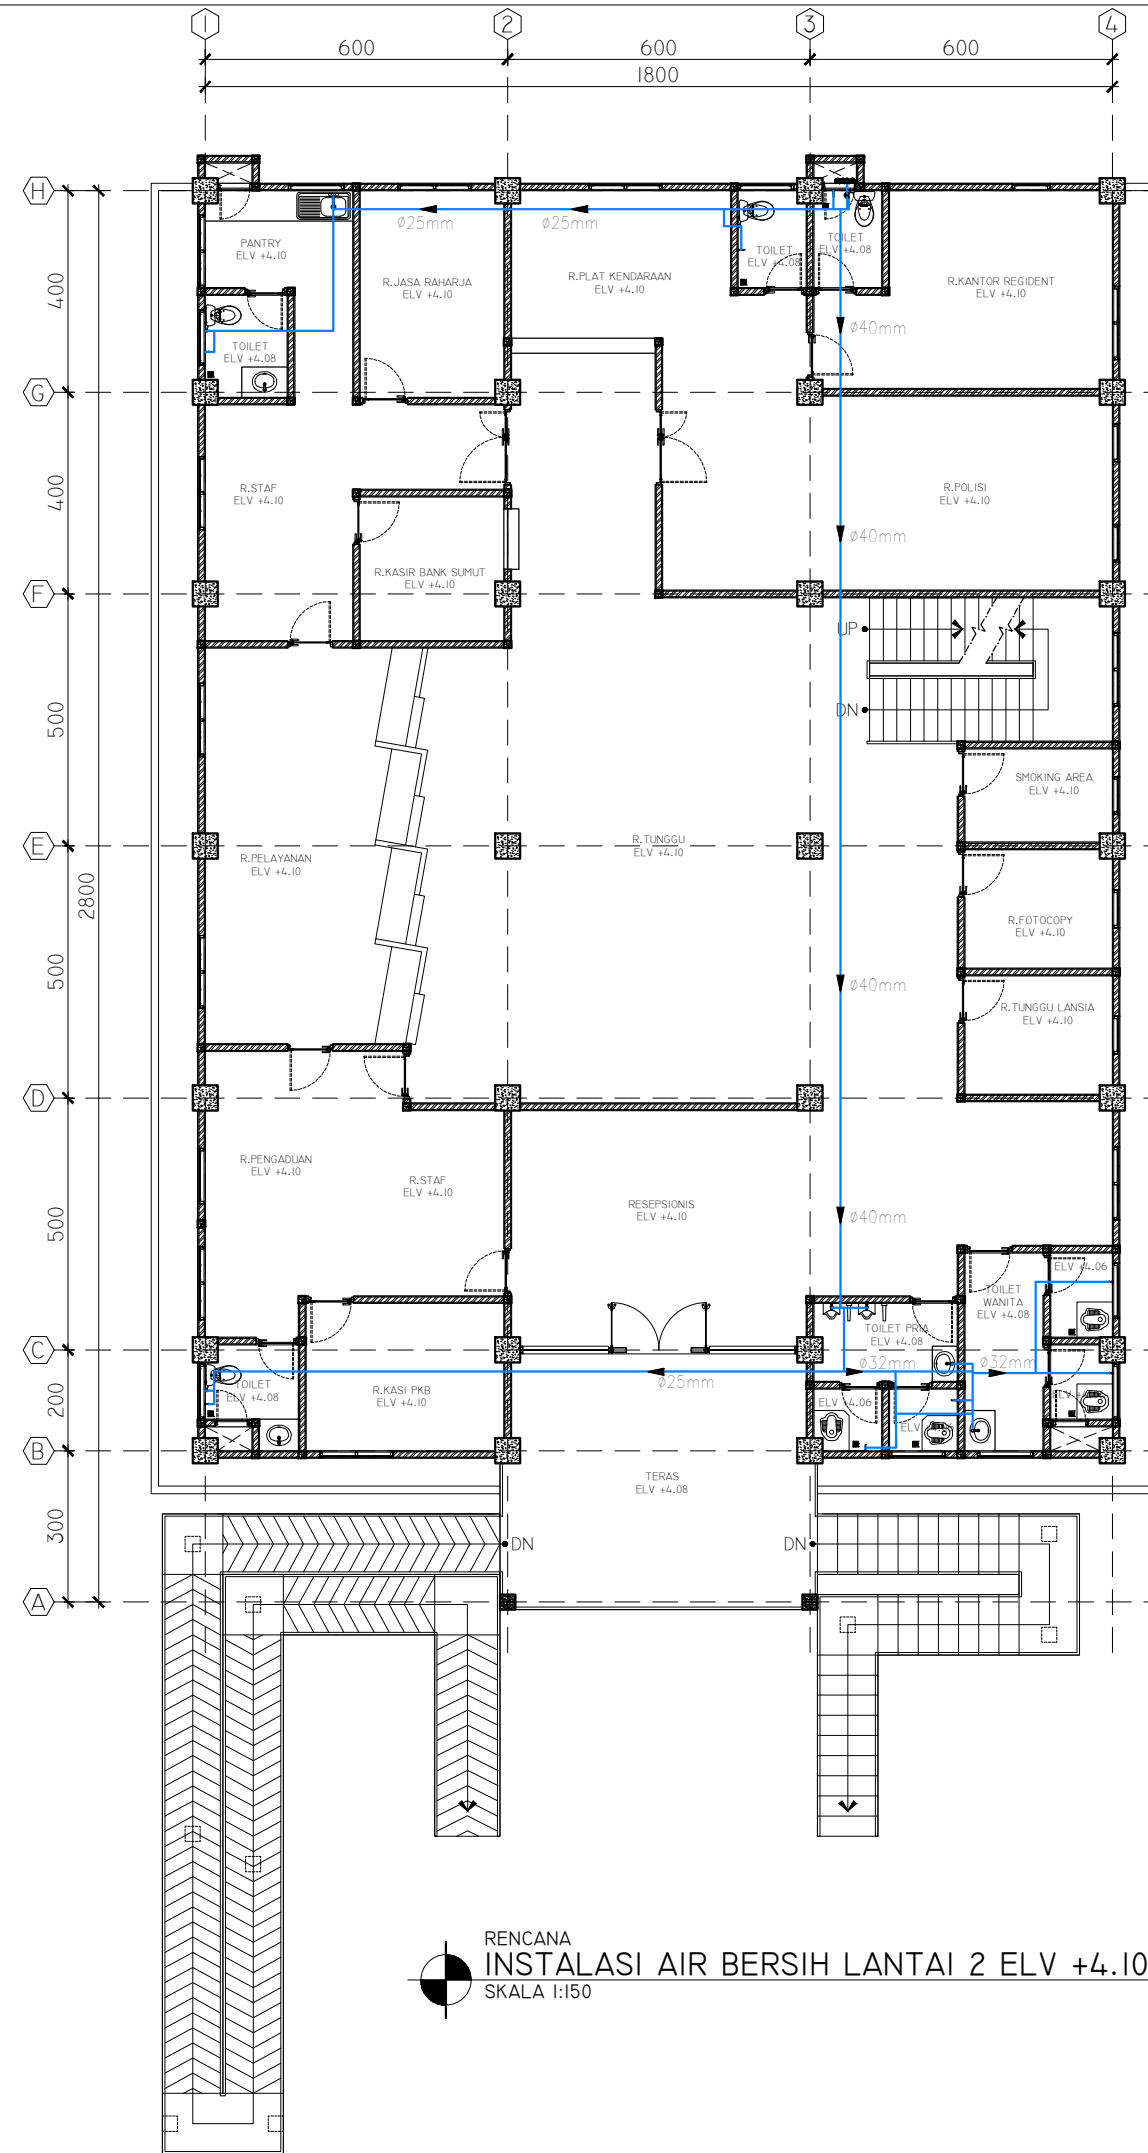 1
2
3
4
600
600
600
1800
H
G
F
E
D
C
B
A
400
400
500
500
500
200
300
2800
ø25mm
ø25mm
PANTRY
ELV +4.10
R.JASA RAHARJA
ELV +4.10
R.PLAT KENDARAAN
ELV +4.10
TOILET
ELV +4.08
TOILET
ELV +4.08
R.KANTOR REGIDENT
ELV +4.10
ø40mm
TOILET
ELV +4.08
R.STAF
ELV +4.10
R.POLISI
ELV +4.10
ø40mm
R.KASIR BANK SUMUT
ELV +4.10
UP
DN
SMOKING AREA
ELV +4.10
R.PELAYANAN
ELV +4.10
R.TUNGGU
ELV +4.10
R.FOTOCOPY
ELV +4.10
ø40mm
R.TUNGGU LANSIA
ELV +4.10
R.PENGADUAN
ELV +4.10
R.STAF
ELV +4.10
RESEPSIONIS
ELV +4.10
ø40mm
ELV +4.06
TOILET
WANITA
ELV +4.08
TOILET PRIA
ELV +4.08
ø32mm
ø32mm
TOILET
ELV +4.08
R.KASI PKB
ELV +4.10
ø25mm
ELV +4.06
ELV
TERAS
ELV +4.08
DN
DN
RENCANA
INSTALASI AIR BERSIH LANTAI 2 ELV +4.10
SKALA 1:150